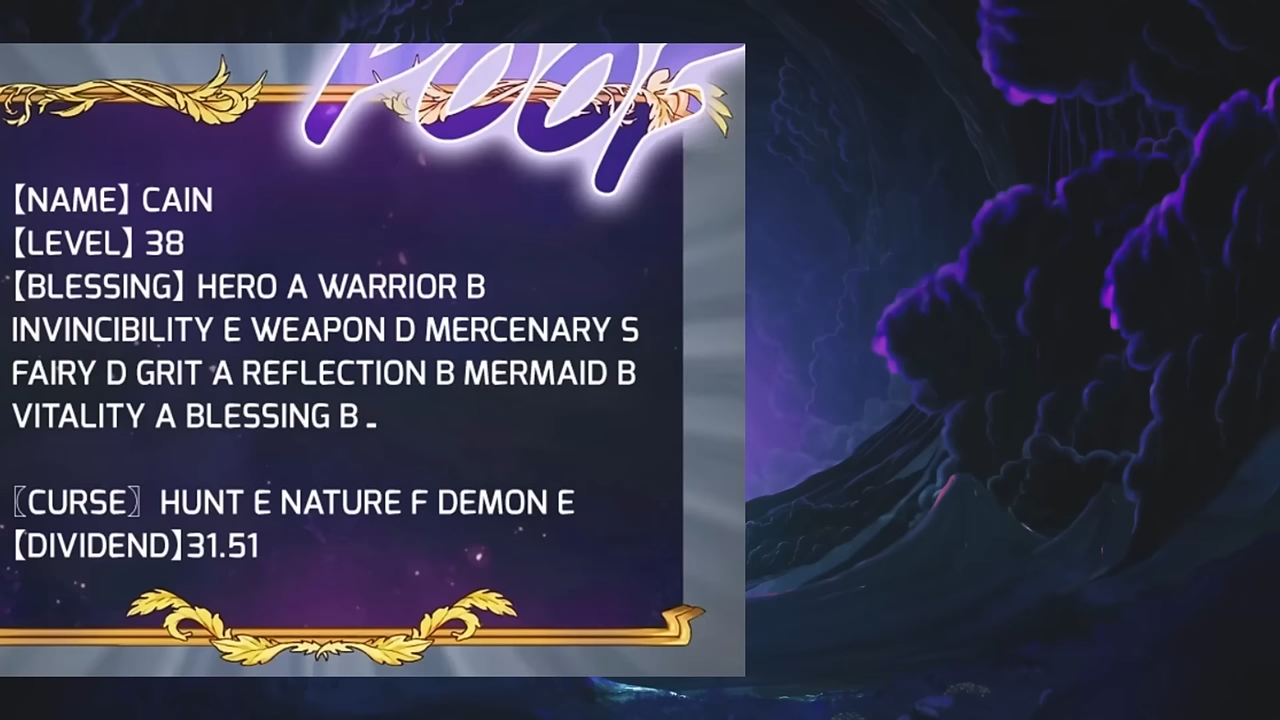 POOF
【NAME】 CAIN
【LEVEL】 38
【BLESSING】 HERO A WARRIOR B
INVINCIBILITY E WEAPON D MERCENARY S
FAIRY D GRIT A REFLECTION B MERMAID B
VITALITY A BLESSING B ..
〖CURSE〗 HUNT E NATURE F DEMON E
【DIVIDEND】31.51